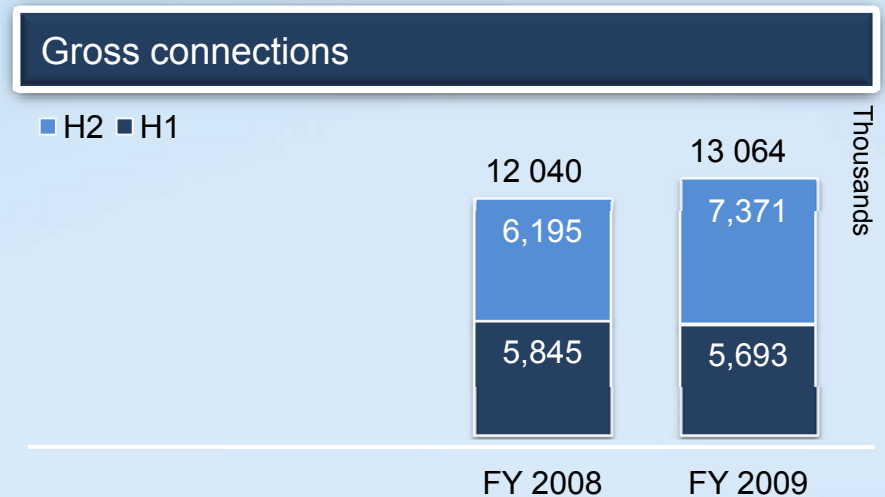 Gross connections
H2 H1
Thousands
12 040 13 064
6,195 7,371
5,845 5,693
FY 2008 FY 2009